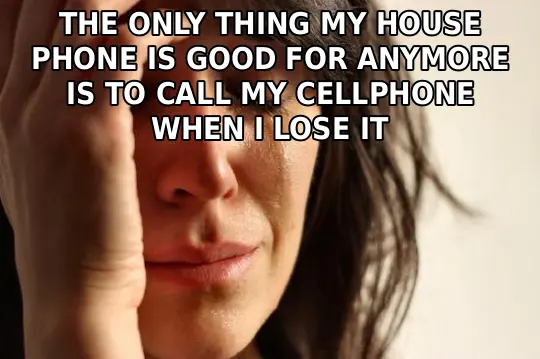 THE ONLY THING MY HOUSE
PHONE IS GOOD FOR ANYMORE
IS TO CALL MY CELLPHONE
WHEN I LOSE IT